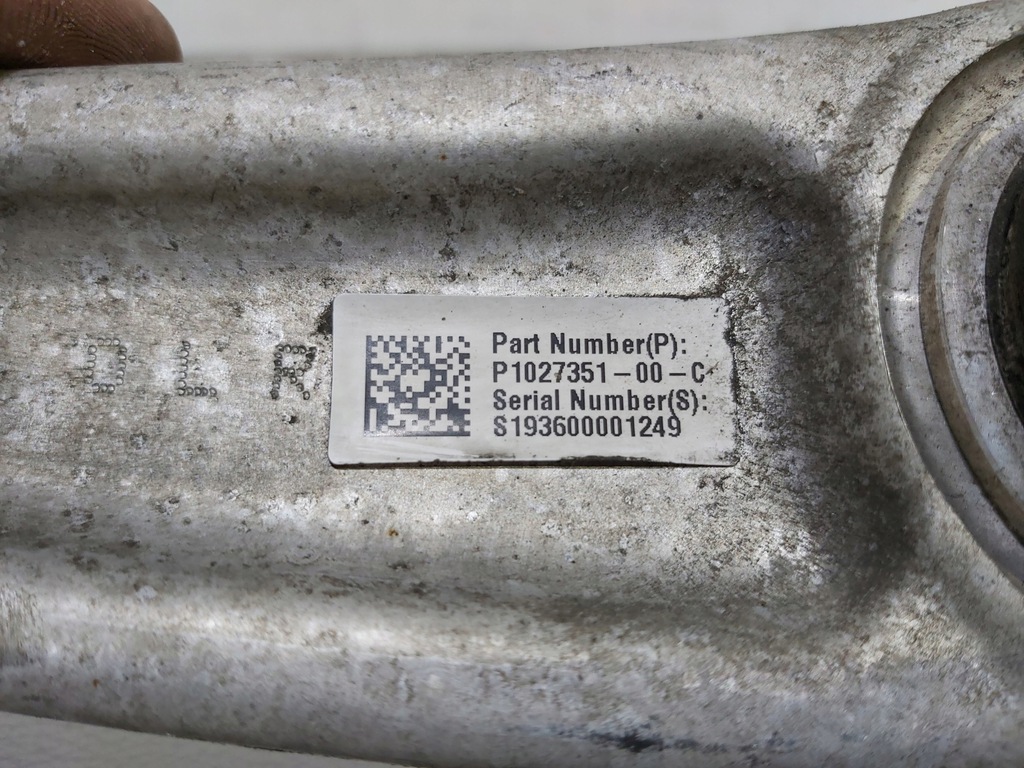 Part Number(P):
P1027351-00-C
Serial Number(S):
S193600001249